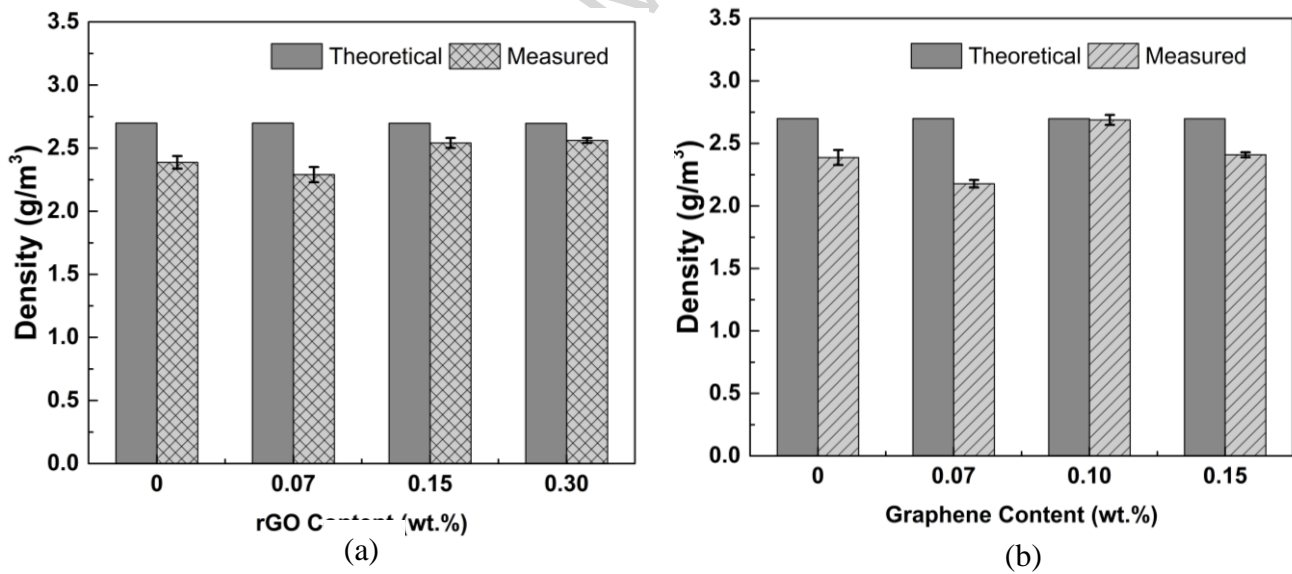 3.5
3.0
2.5
2.0
1.5
1.0
0.5
0.0
Density (g/m³)
Theoretical Measured
0 0.07 0.15 0.30
rGO Content (wt.%)
(a)
3.5
3.0
2.5
2.0
1.5
1.0
0.5
0.0
Density (g/m³)
Theoretical Measured
0 0.07 0.10 0.15
Graphene Content (wt.%)
(b)